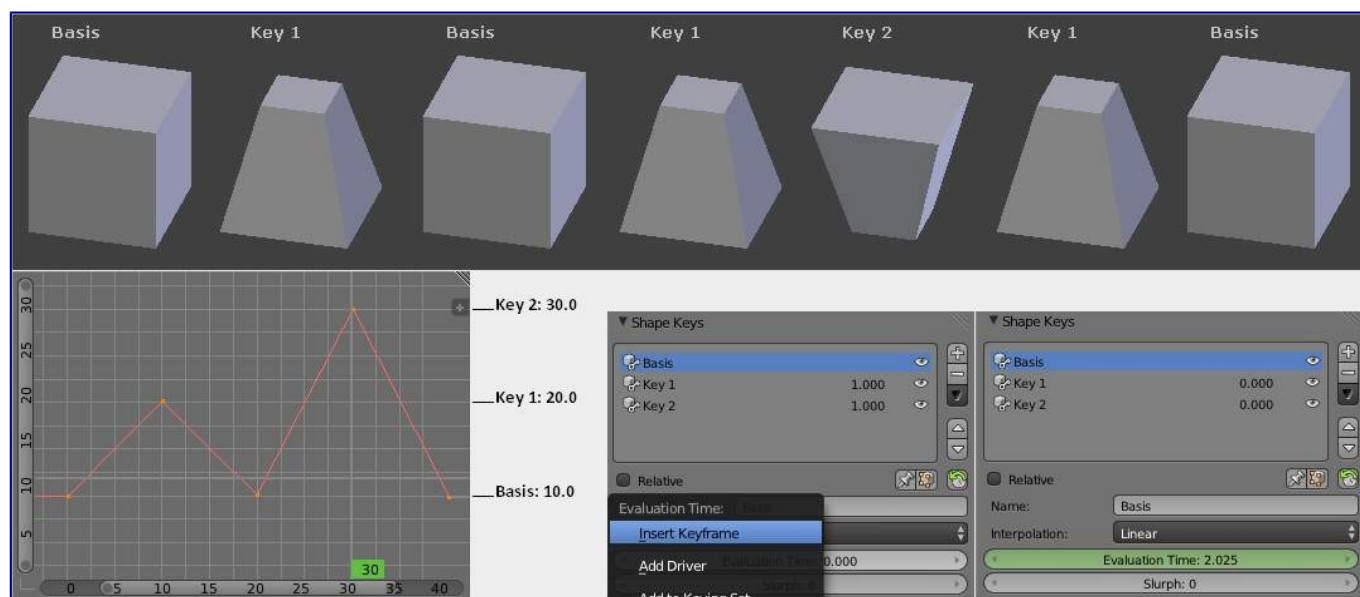 Basis Key 1 Basis Key 1 Key 2 Key 1 Basis
30
25
20
15
10
5
0 5 10 15 20 25 30 35 40
30
Key 2: 30.0
Key 1: 20.0
Basis: 10.0
Shape Keys
Basis
Key 1 1.000
Key 2 1.000
Relative
Evaluation Time:
Insert Keyframe
Add Driver
0.000
Add to Keying Set
Shape Keys
Basis
Key 1 0.000
Key 2 0.000
Relative
Name: Basis
Interpolation: Linear
Evaluation Time: 2.025
Slurph: 0